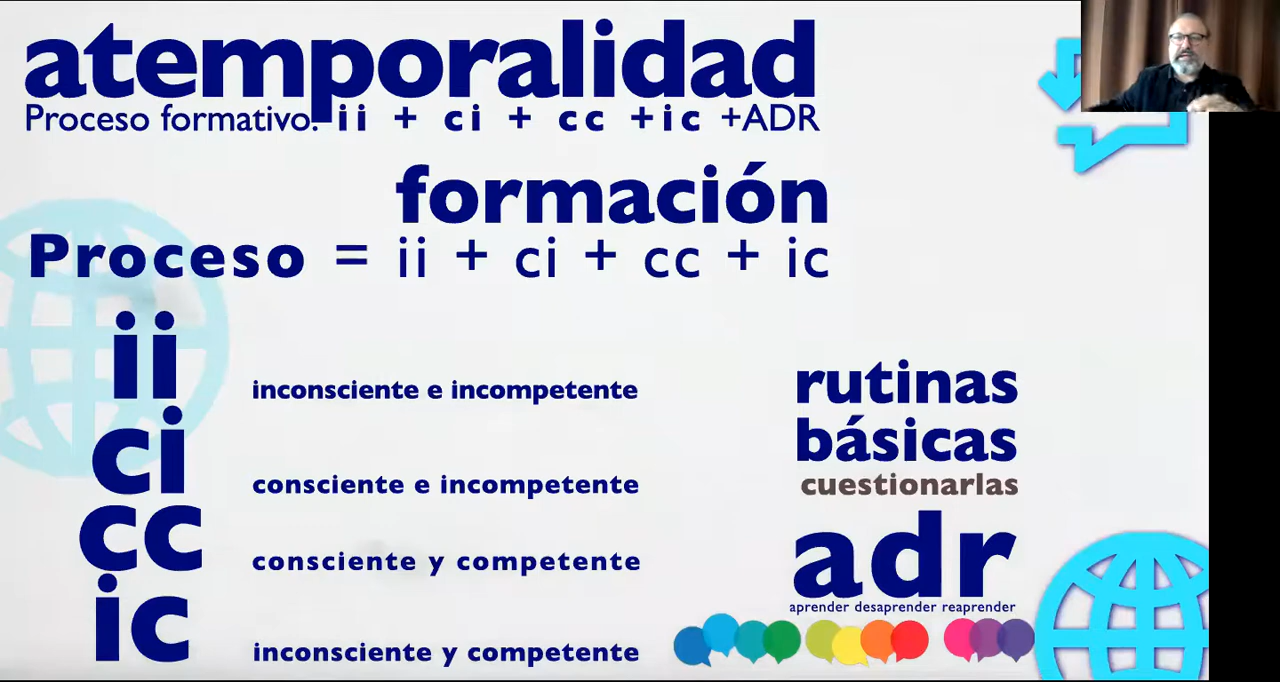 atemporalidad
Proceso formativo: ii + ci + cc +ic +ADR
formación
Proceso = ii + ci + cc + ic
ii
inconsciente e incompetente
ci
consciente e incompetente
cc
consciente y competente
ic
inconsciente y competente
rutinas
básicas
cuestionarlas
adr
aprender desaprender reaprender